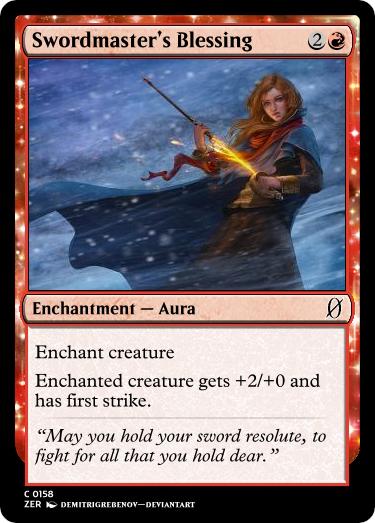 Swordmaster's Blessing 2
Enchantment — Aura
Enchant creature
Enchanted creature gets +2/+0 and
has first strike.
“May you hold your sword resolute, to
fight for all that you hold dear.”
C 0158
ZER DEMITRIGREBENOV—DEVIANTART